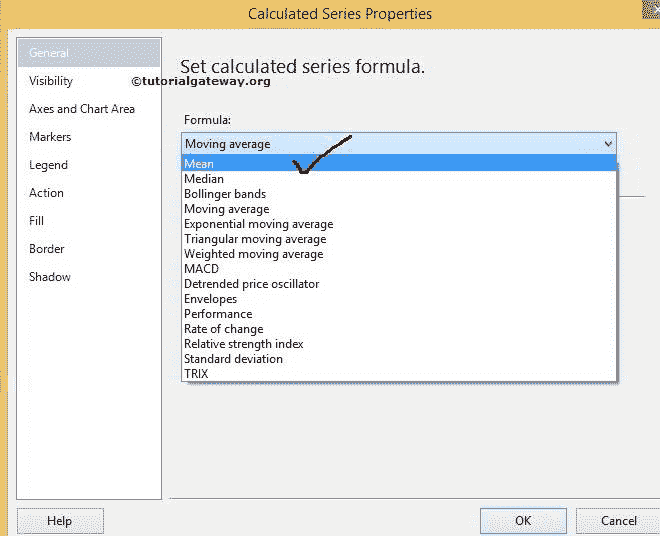 Calculated Series Properties
General
Visibility
Axes and Chart Area
Markers
Legend
Action
Fill
Border
Shadow
Set calculated series formula.
©tutorialgateway.org
Formula:
Moving average
Mean
Median
Bollinger bands
Moving average
Exponential moving average
Triangular moving average
Weighted moving average
MACD
Detrended price oscillator
Envelopes
Performance
Rate of change
Relative strength index
Standard deviation
TRIX
Help
OK
Cancel